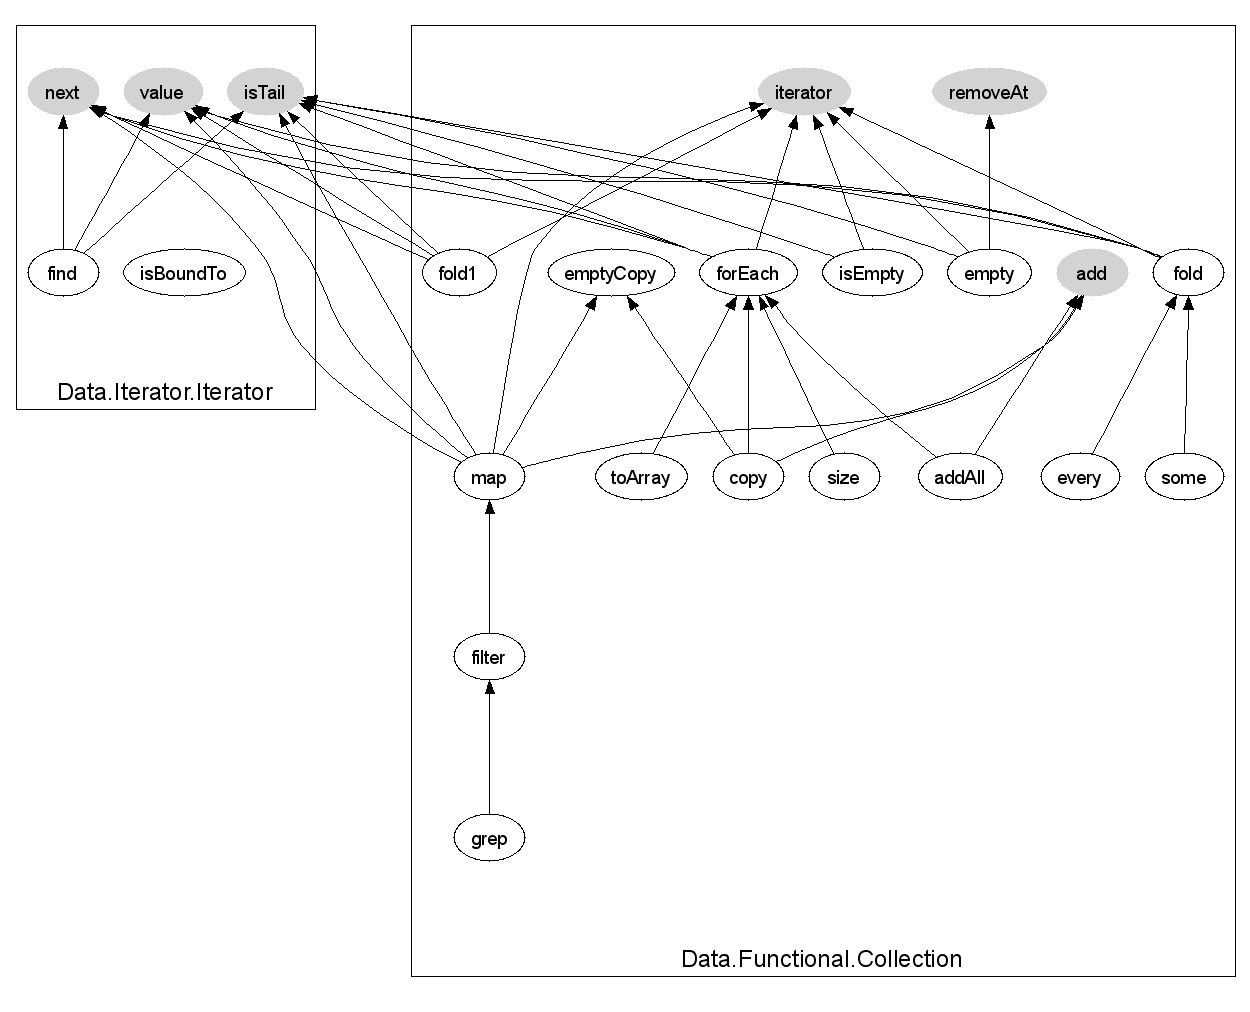 next
value
isTail
iterator
removeAt
find
isBoundTo
fold1
emptyCopy
forEach
isEmpty
empty
add
fold
Data.Iterator.Iterator
map
toArray
copy
size
addAll
every
some
filter
grep
Data.Functional.Collection